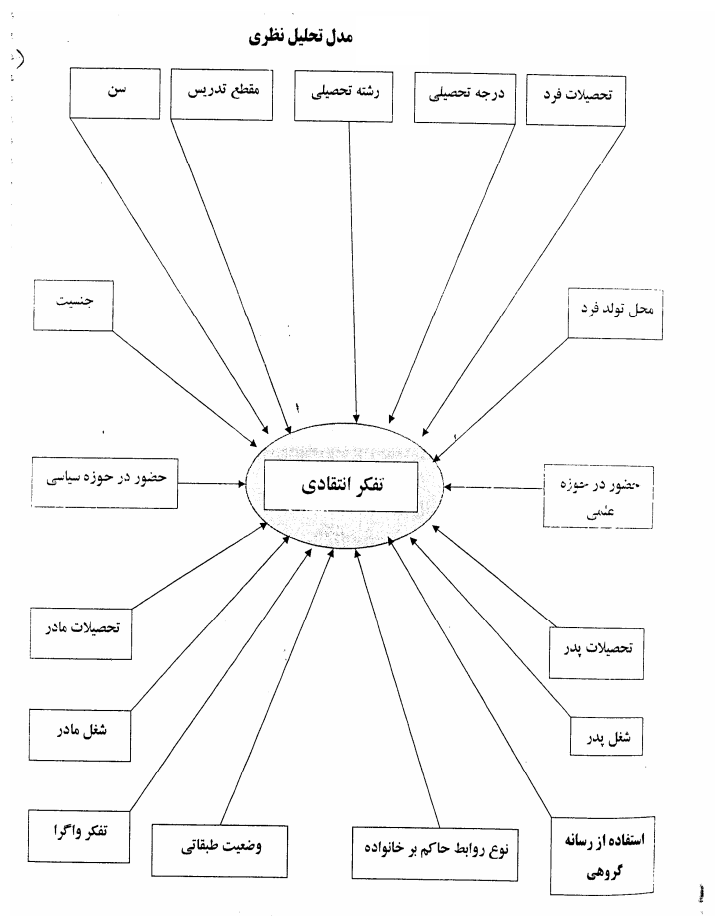 مدل تحلیل نظری
تحصیلات فرد
درجه تحصیلی
رشته تحصیلی
مقطع تدریس
سن
محل تولد فرد
جنسیت
تفکر انتقادی
حضور در حوزه
علمی
حضور در حوزه سیاسی
تحصیلات پدر
تحصیلات مادر
شغل پدر
شغل مادر
استفاده از رسانه
گروهی
نوع روابط حاکم بر خانواده
وضعیت طبقاتی
تفکر واگرا